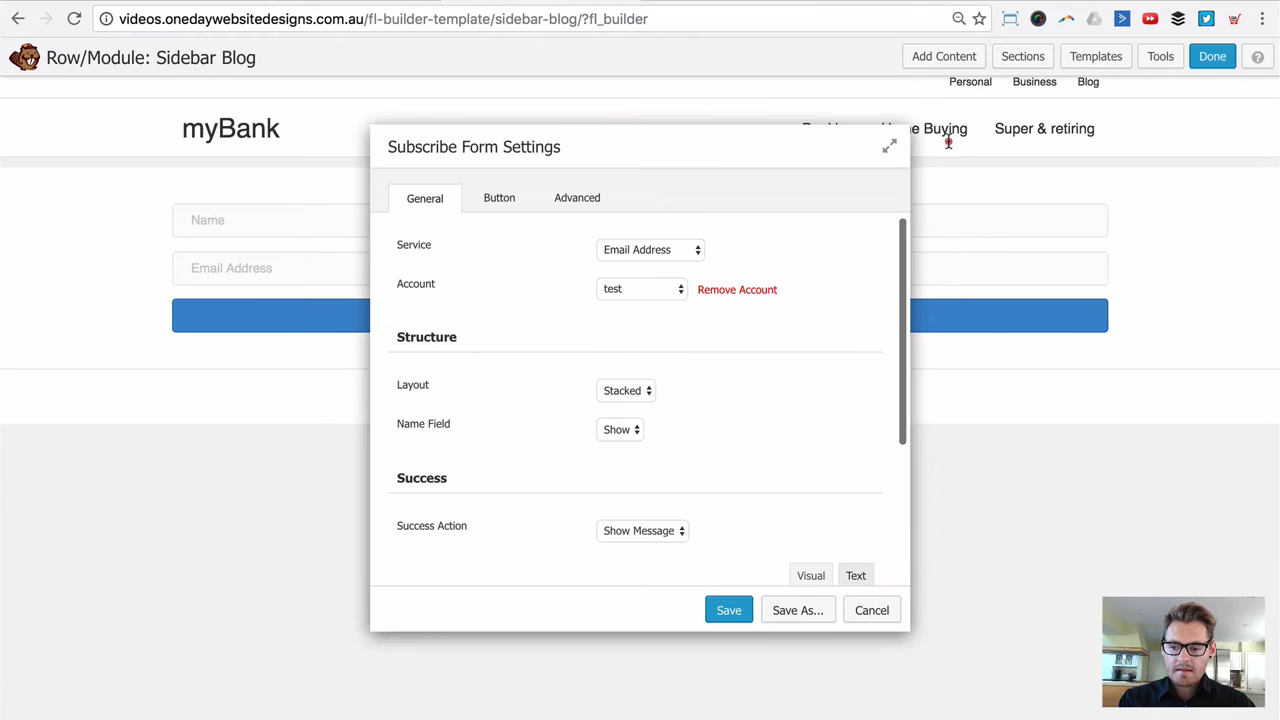 videos.onedaywebsitedesigns.com.au/fl-builder-template/sidebar-blog/?fl_builder
Row/Module: Sidebar Blog
Add Content
Sections
Templates
Tools
Done
Personal
Business
Blog
myBank
Buying
Super & retiring
Subscribe Form Settings
General
Button
Advanced
Name
Email Address
Service
Email Address
Account
test
Remove Account
Structure
Layout
Stacked
Name Field
Show
Success
Success Action
Show Message
Visual
Text
Save
Save As...
Cancel